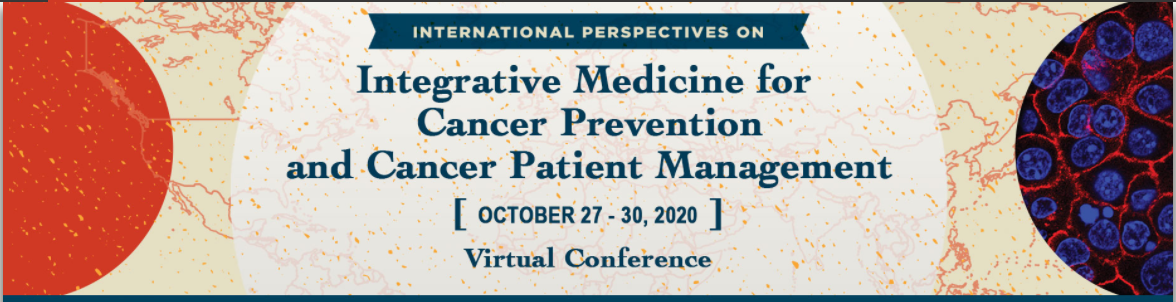 INTERNATIONAL PERSPECTIVES ON
Integrative Medicine for
Cancer Prevention
and Cancer Patient Management
[ OCTOBER 27 - 30, 2020 ]
Virtual Conference